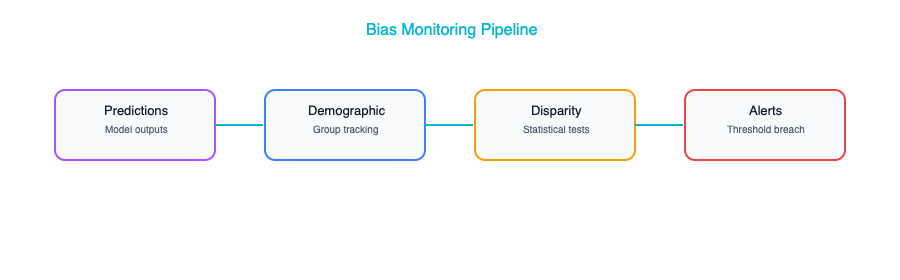 Bias Monitoring Pipeline
Predictions
Model outputs
Demographic
Group tracking
Disparity
Statistical tests
Alerts
Threshold breach